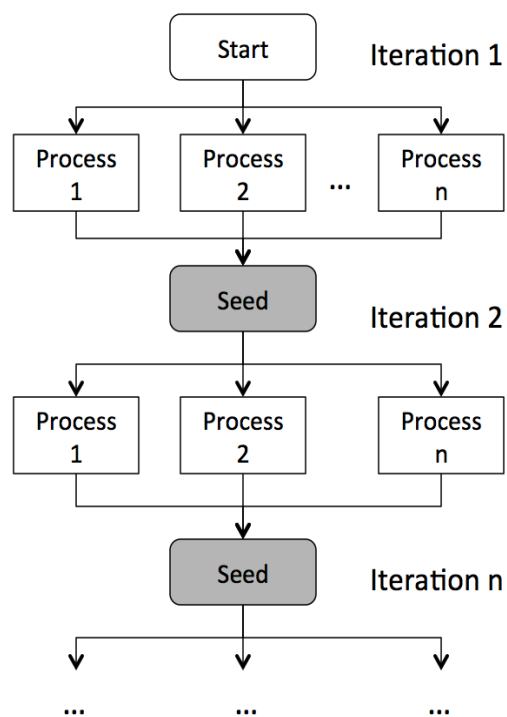 Start
Iteration 1
Process
1
Process
2
...
Process
n
Seed
Iteration 2
Process
1
Process
2
Process
n
Seed
Iteration n
... ... ...